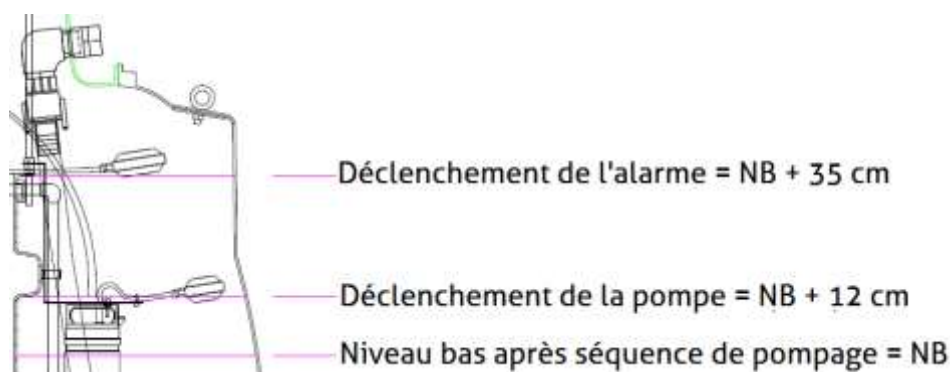 Déclenchement de l'alarme = NB + 35 cm
Déclenchement de la pompe = NB + 12 cm
Niveau bas après séquence de pompage = NB